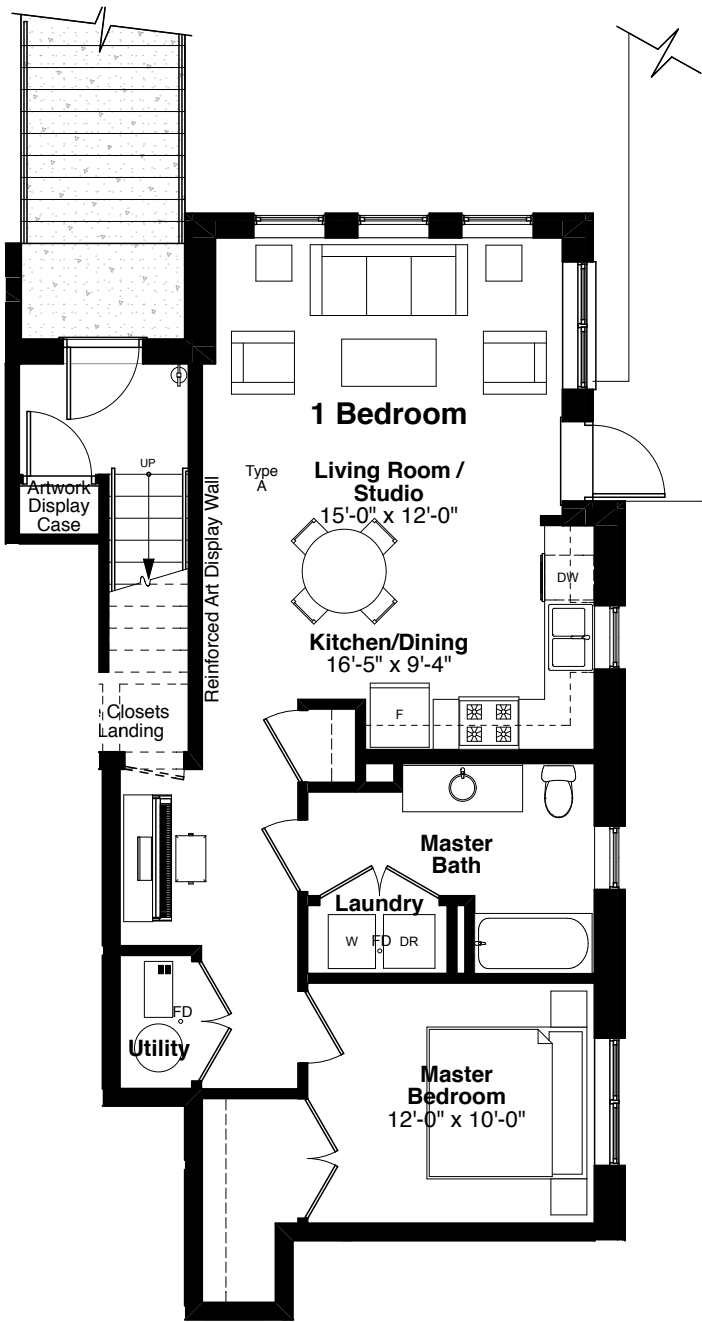 1 Bedroom
UP
Type
A
Living Room /
Studio
15'-0" x 12'-0"
Artwork
Display
Case
Reinforced Art Display Wall
DW
Kitchen/Dining
16'-5" x 9'-4"
Closets
Landing
F
Master
Bath
Laundry
W
FD
DR
FD
Utility
Master
Bedroom
12'-0" x 10'-0"